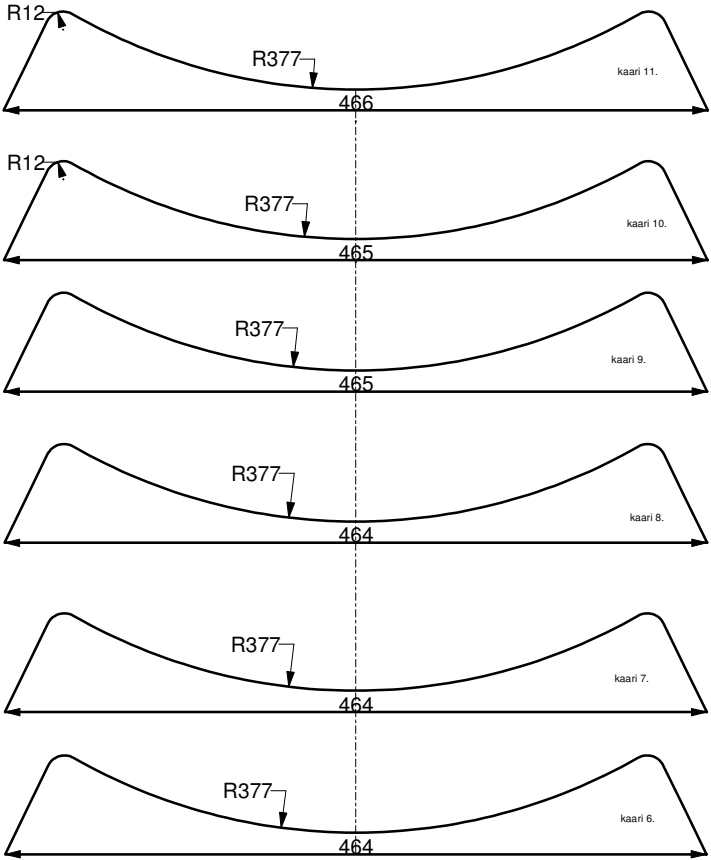 R12
R377
kaari 11.
466
R12
R377
kaari 10.
465
R377
kaari 9.
465
R377
kaari 8.
464
R377
kaari 7.
464
R377
kaari 6.
464